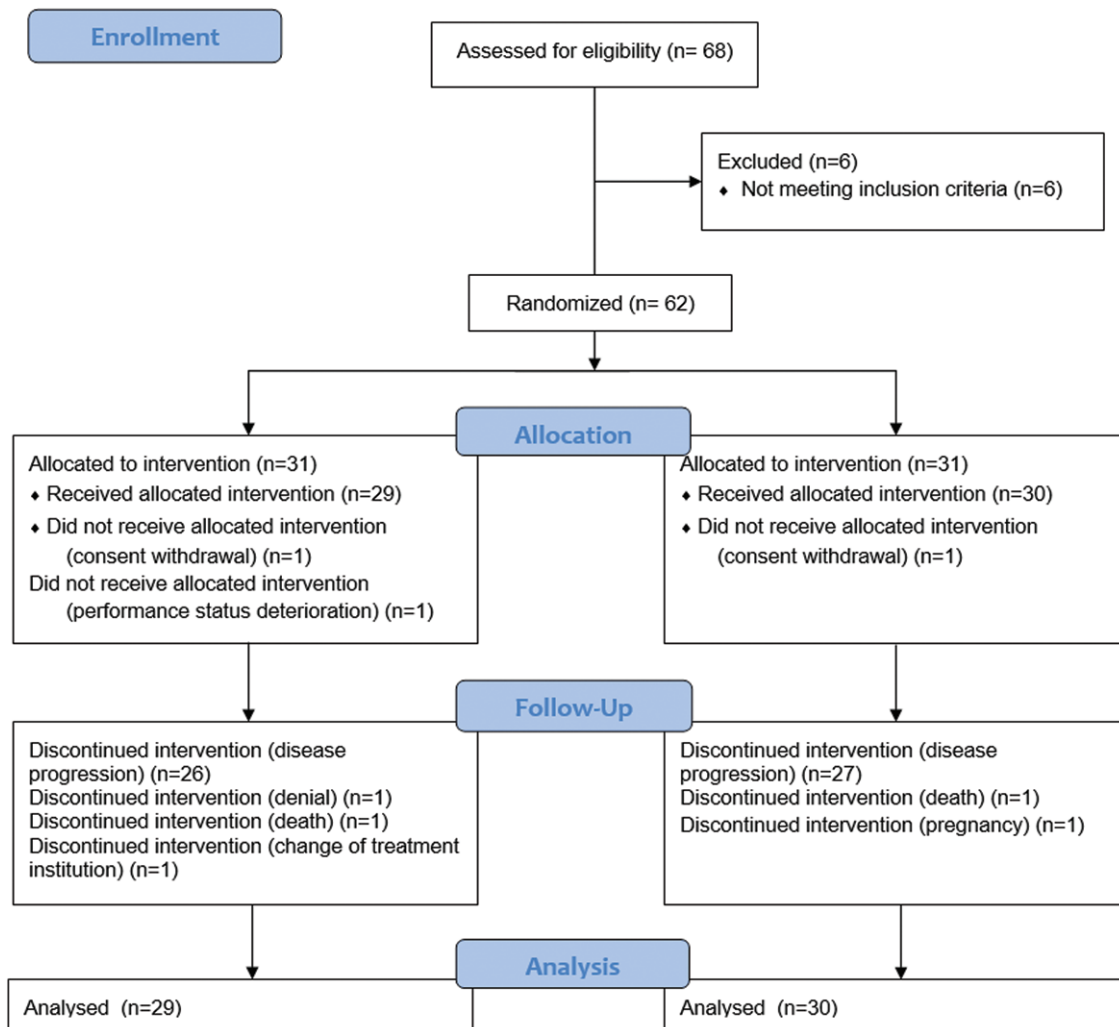 Enrollment
Assessed for eligibility (n= 68)
Excluded (n=6)
♦ Not meeting inclusion criteria (n=6)
Randomized (n= 62)
Allocation
Allocated to intervention (n=31)
♦ Received allocated intervention (n=29)
♦ Did not receive allocated intervention
(consent withdrawal) (n=1)
Did not receive allocated intervention
(performance status deterioration) (n=1)
Allocated to intervention (n=31)
♦ Received allocated intervention (n=30)
♦ Did not receive allocated intervention
(consent withdrawal) (n=1)
Follow-Up
Discontinued intervention (disease
progression) (n=26)
Discontinued intervention (denial) (n=1)
Discontinued intervention (death) (n=1)
Discontinued intervention (change of treatment
institution) (n=1)
Discontinued intervention (disease
progression) (n=27)
Discontinued intervention (death) (n=1)
Discontinued intervention (pregnancy) (n=1)
Analysis
Analysed (n=29)
Analysed (n=30)